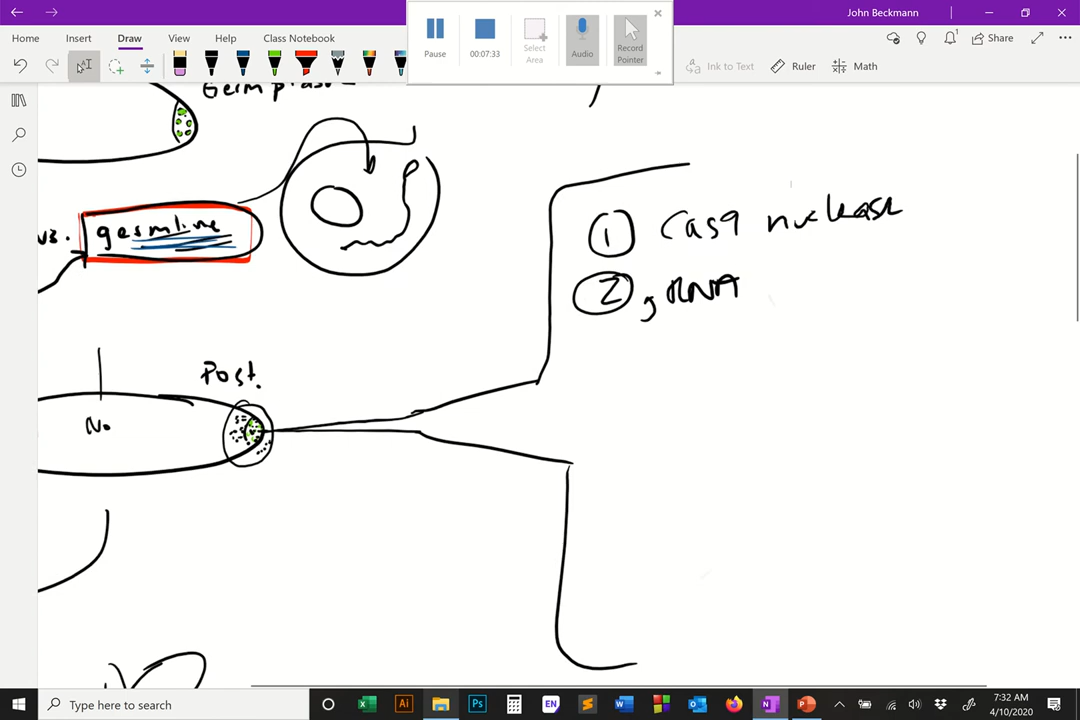 John Beckmann
Home Insert Draw View Help Class Notebook
Pause
00:07:33
Select Area
Audio
Record Pointer
Share
Ink to Text
Ruler
Math
Germ plasm
vs.
germline
1 Cas9 nuclease
2 gRNA
Post.
No
Type here to search
EN
7:32 AM
4/10/2020